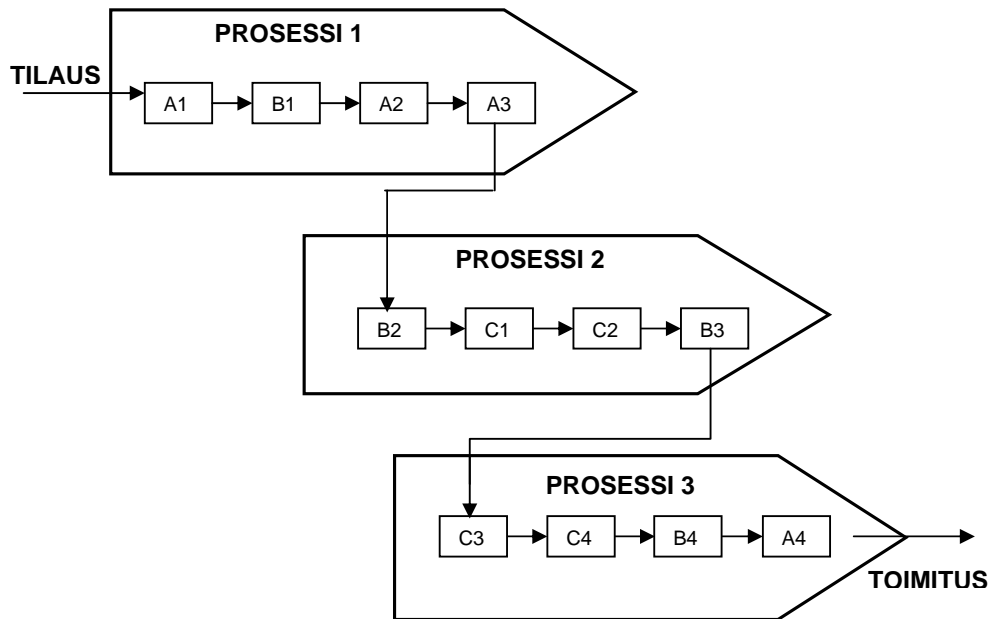 PROSESSI 1
TILAUS
A1 B1 A2 A3
PROSESSI 2
B2 C1 C2 B3
PROSESSI 3
C3 C4 B4 A4
TOIMITUS